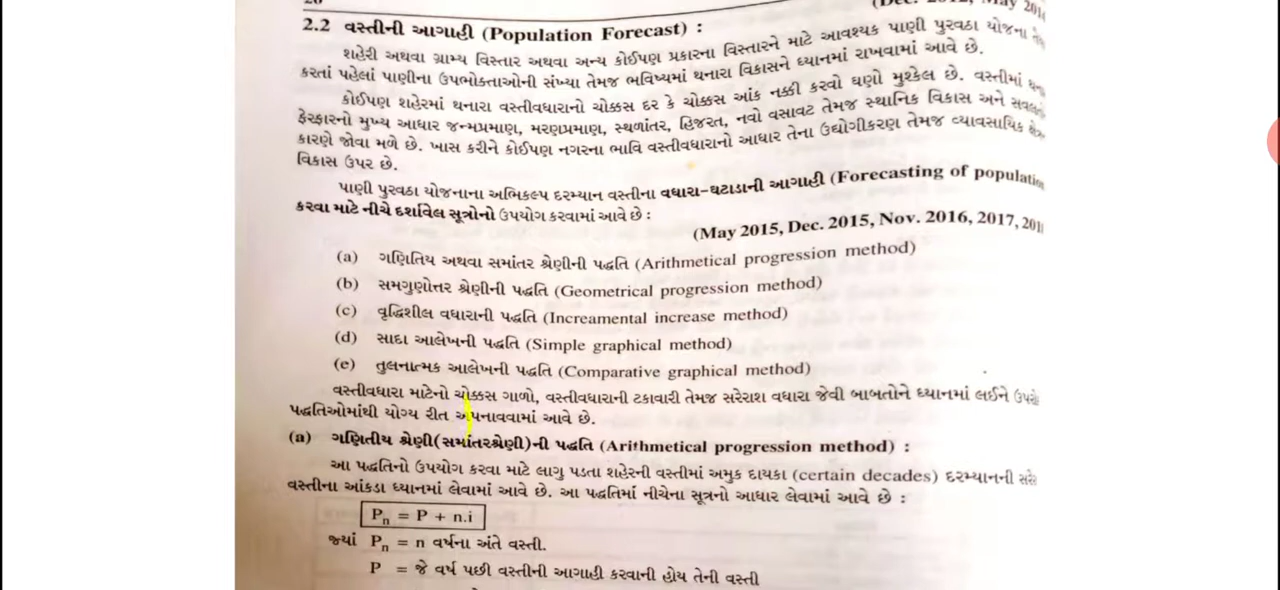 2.2 વસ્તીની આગાહી (Population Forecast) :
શહેરી અથવા ગ્રામ્ય વિસ્તાર અથવા અન્ય કોઈપણ પ્રકારના વિસ્તારને માટે આવશ્યક પાણી પુરવઠા યોજના
કરતાં પહેલાં પાણીના ઉપભોક્તાઓની સંખ્યા તેમજ ભવિષ્યમાં થનારા વિકાસને ધ્યાનમાં રાખવામાં આવે છે.
કોઈપણ શહેરમાં થનારા વસ્તીવધારાનો ચોક્કસ દર કે ચોક્કસ આંક નક્કી કરવો ઘણો મુશ્કેલ છે. વસ્તીમાં
ફેરફારનો મુખ્ય આધાર જન્મપ્રમાણ, મરણપ્રમાણ, સ્થળાંતર, હિજરત, નવો વસાવટ તેમજ સ્થાનિક વિકાસ અને
કારણે જોવા મળે છે. ખાસ કરીને કોઈપણ નગરના ભાવિ વસ્તીવધારાનો આધાર તેના ઉદ્યોગીકરણ તેમજ વ્યાવસાયિક
વિકાસ ઉપર છે.
પાણી પુરવઠા યોજનાના અભિકલ્પ દરમ્યાન વસ્તીના વધારા-ઘટાડાની આગાહી (Forecasting of population
કરવા માટે નીચે દર્શાવેલ સૂત્રોનો ઉપયોગ કરવામાં આવે છે :
(May 2015, Dec. 2015, Nov. 2016, 2017, 201
(a) ગણિતિય અથવા સમાંતર શ્રેણીની પદ્ધતિ (Arithmetical progression method)
(b) સમગુણોત્તર શ્રેણીની પદ્ધતિ (Geometrical progression method)
(c) વૃદ્ધિશીલ વધારાની પદ્ધતિ (Increamental increase method)
(d) સાદા આલેખની પદ્ધતિ (Simple graphical method)
(e) તુલનાત્મક આલેખની પદ્ધતિ (Comparative graphical method)
વસ્તીવધારા માટેનો ચોક્કસ ગાળો, વસ્તીવધારાની ટકાવારી તેમજ સરેરાશ વધારા જેવી બાબતોને ધ્યાનમાં લઈને
પદ્ધતિઓમાંથી યોગ્ય રીત અપનાવવામાં આવે છે.
(a) ગણિતીય શ્રેણી(સમાંતરશ્રેણી)ની પદ્ધતિ (Arithmetical progression method) :
આ પદ્ધતિનો ઉપયોગ કરવા માટે લાગુ પડતા શહેરની વસ્તીમાં અમુક દાયકા (certain decades) દરમ્યાનની
વસ્તીના આંકડા ધ્યાનમાં લેવામાં આવે છે. આ પદ્ધતિમાં નીચેના સૂત્રનો આધાર લેવામાં આવે છે :
Pn = P + n.i
જ્યાં Pn = n વર્ષના અંતે વસ્તી.
P = જે વર્ષ પછી વસ્તીની આગાહી કરવાની હોય તેની વસ્તી